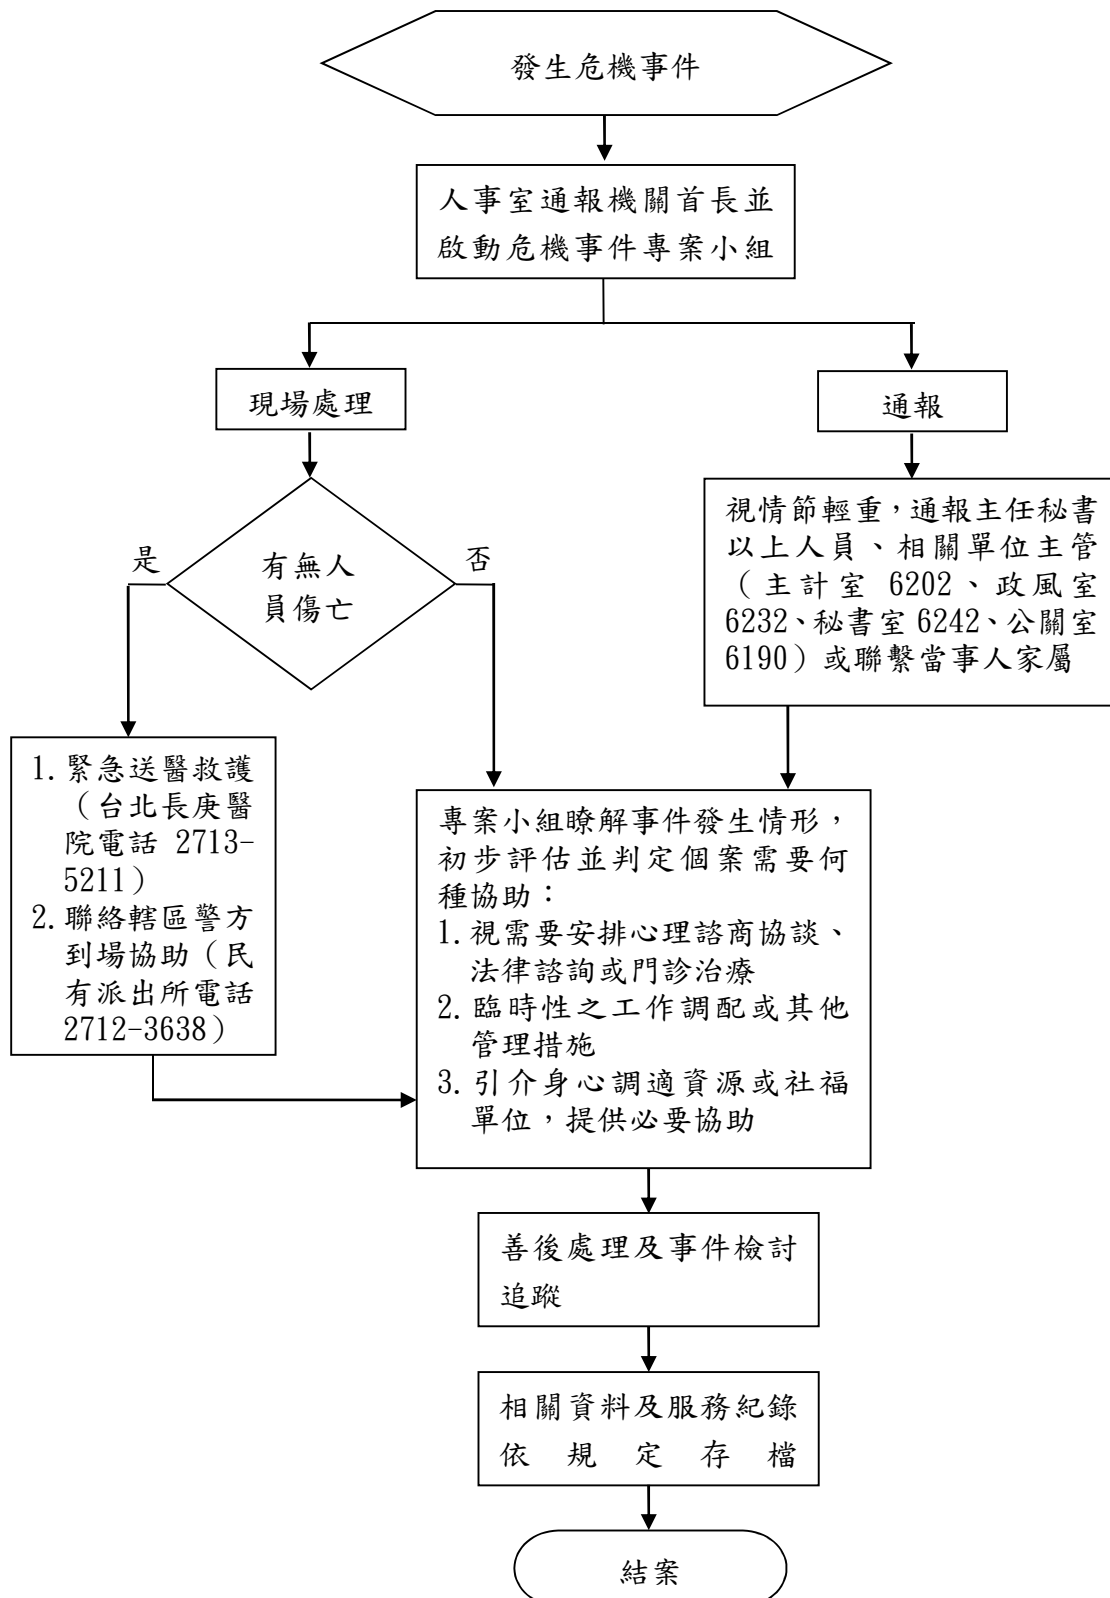 發生危機事件
人事室通報機關首長並
啟動危機事件專案小組
現場處理
通報
是
有無人
員傷亡
否
視情節輕重，通報主任秘書
以上人員、相關單位主管
（主計室 6202、政風室
6232、秘書室 6242、公關室
6190）或聯繫當事人家屬
1. 緊急送醫救護
（台北長庚醫
院電話 2713-
5211）
2. 聯絡轄區警方
到場協助（民
有派出所電話
2712-3638）
專案小組瞭解事件發生情形，
初步評估並判定個案需要何
種協助：
1. 視需要安排心理諮商協談、
法律諮詢或門診治療
2. 臨時性之工作調配或其他
管理措施
3. 引介身心調適資源或社福
單位，提供必要協助
善後處理及事件檢討
追蹤
相關資料及服務紀錄
依規定存檔
結案